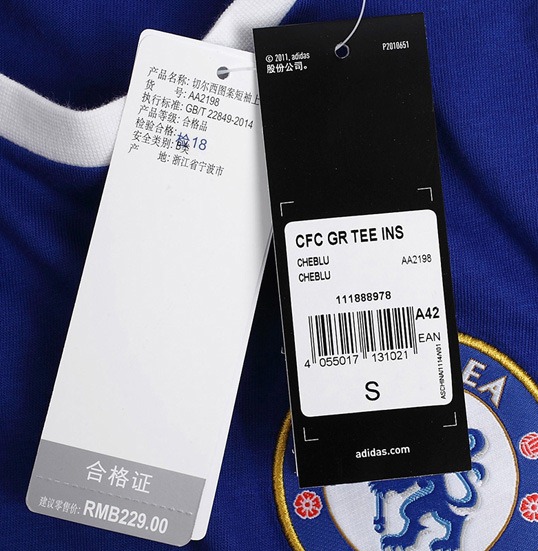 产品名称: 切尔西图案短袖上
货 号: AA2198
执行标准: GB/T 22849-2014
产品等级: 合格品
检验合格: 检18
安全类别: B类
产 地: 浙江省宁波市
合格证
建议零售价: RMB229.00
© 2011, adidas
股份公司。
P2010651
CFC GR TEE INS
CHEBLU AA2198
CHEBLU
111888978
A42
EAN
4 055017 131021
ASCHINA/1114/V01
S
adidas.com
EA